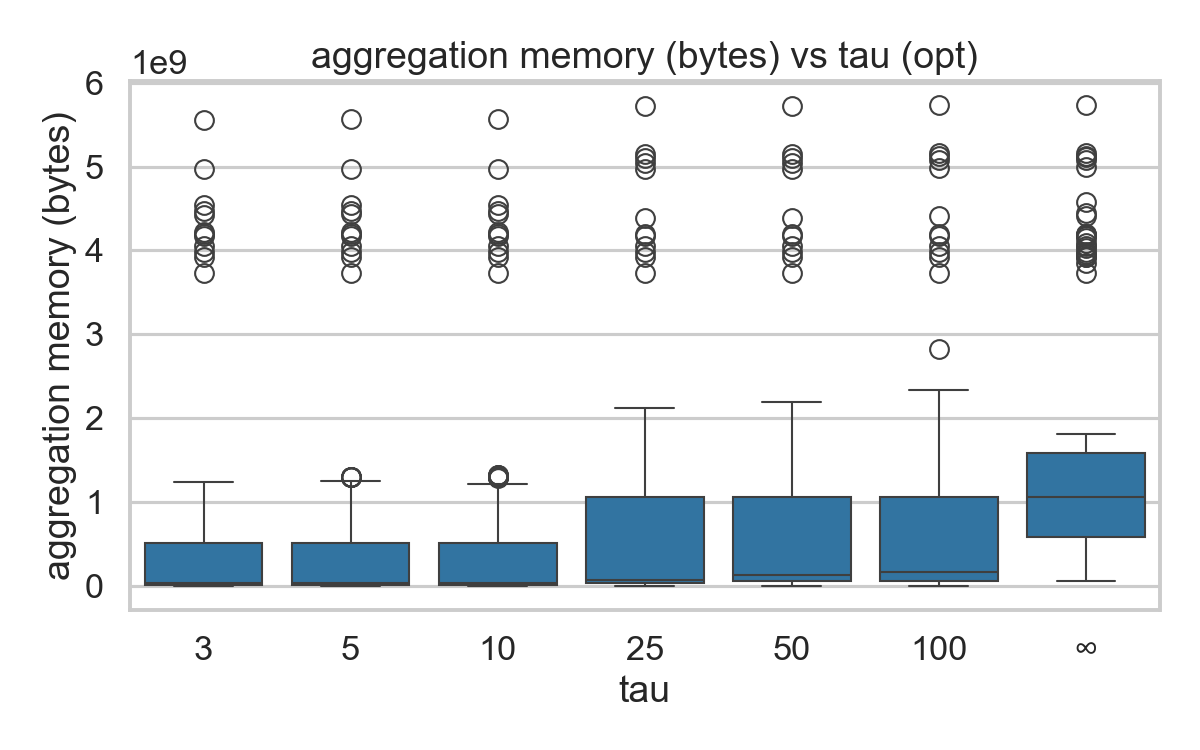 aggregation memory (bytes) vs tau (opt)
1e9
6
5
4
3
2
1
0
aggregation memory (bytes)
3 5 10 25 50 100 ∞
tau